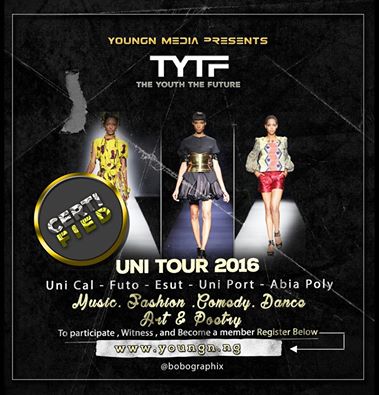 YOUNGN MEDIA PRESENTS
TYTF
THE YOUTH THE FUTURE
CERTI
FIED
UNI TOUR 2016
Uni Cal - Futo - Esut - Uni Port - Abia Poly
Music. Fashion .Comedy. Dance
Art & Poetry
To participate , Witness , and Become a member Register Below
www.youngn.ng
@bobographix